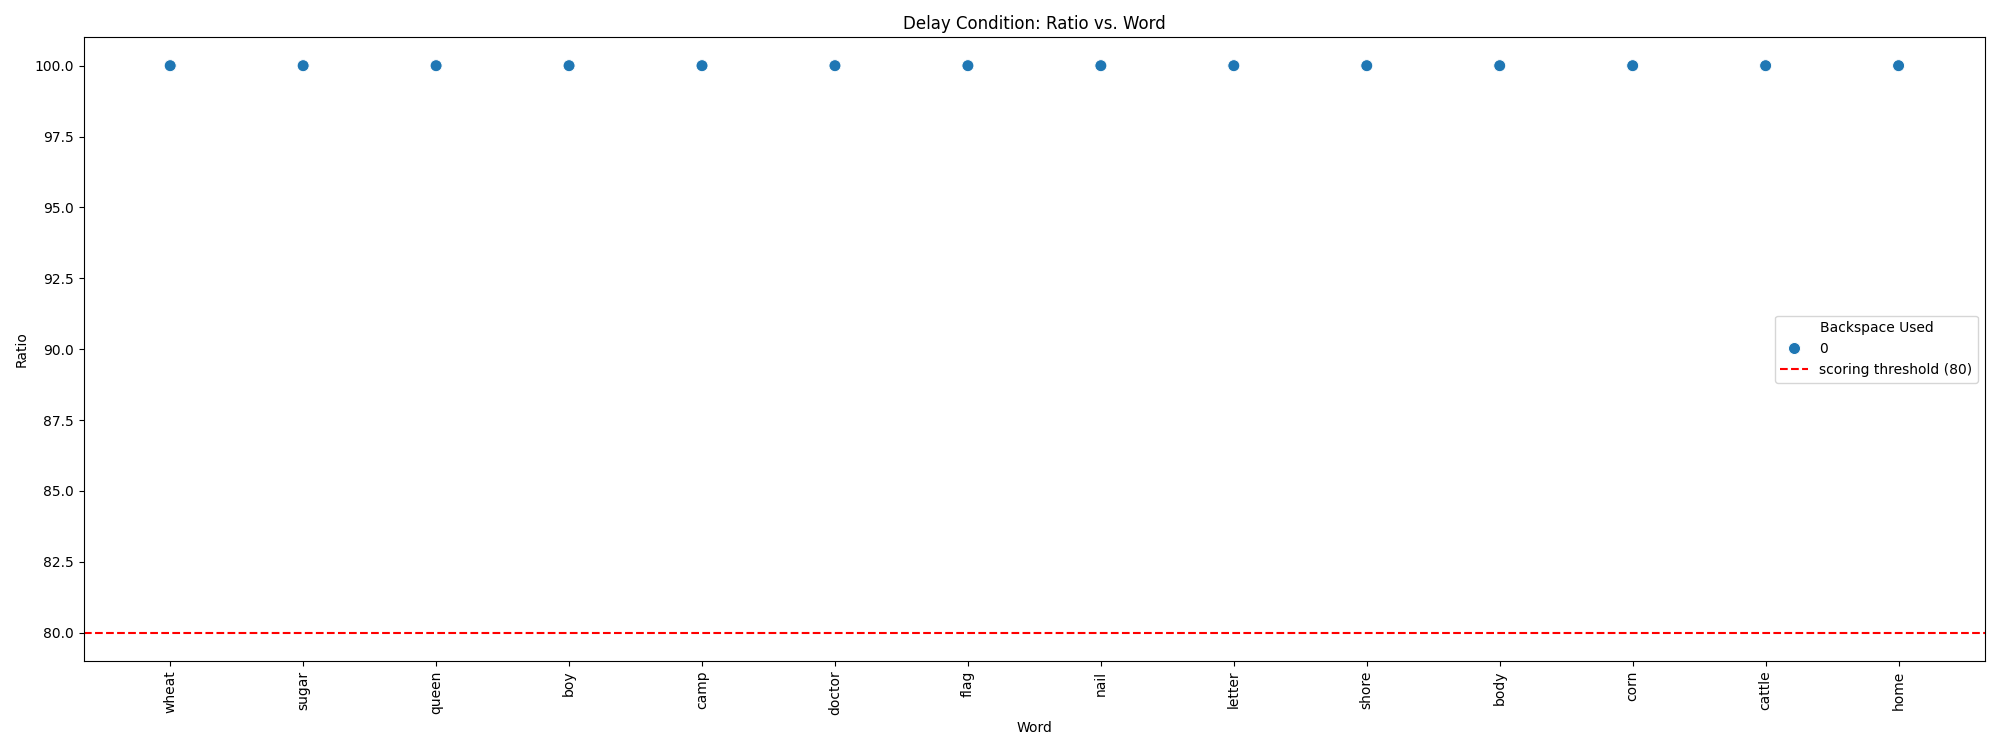 Delay Condition: Ratio vs. Word
100.0
97.5
95.0
92.5
90.0
87.5
85.0
82.5
80.0
Ratio
Backspace Used
0
scoring threshold (80)
wheat
sugar
queen
boy
camp
doctor
flag
nail
letter
shore
body
corn
cattle
home
Word